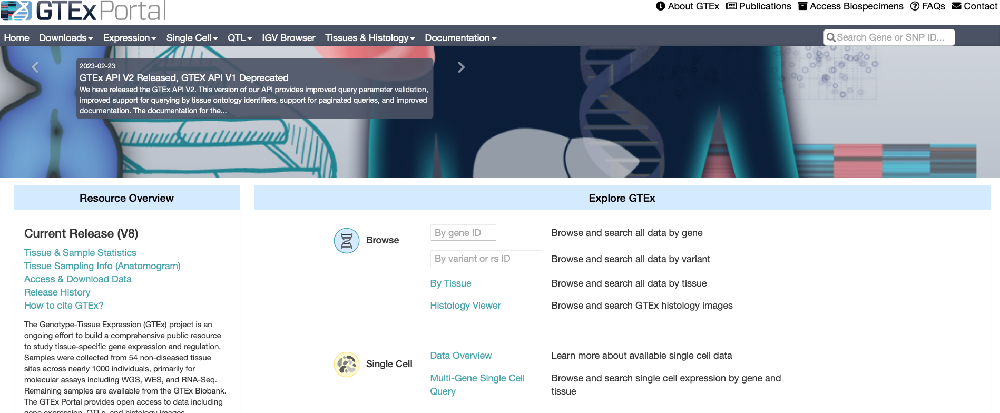 GTEx Portal
About GTEx Publications Access Biospecimens FAQs Contact
Home Downloads Expression Single Cell QTL IGV Browser Tissues & Histology Documentation Search Gene or SNP ID...
2023-02-23
GTEx API V2 Released, GTEX API V1 Deprecated
We have released the GTEx API V2. This version of our API provides improved query parameter validation,
improved support for querying by tissue ontology identifiers, support for paginated queries, and improved
documentation. The documentation for the...
Resource Overview
Current Release (V8)
Tissue & Sample Statistics
Tissue Sampling Info (Anatomogram)
Access & Download Data
Release History
How to cite GTEx?
The Genotype-Tissue Expression (GTEx) project is an
ongoing effort to build a comprehensive public resource
to study tissue-specific gene expression and regulation.
Samples were collected from 54 non-diseased tissue
sites across nearly 1000 individuals, primarily for
molecular assays including WGS, WES, and RNA-Seq.
Remaining samples are available from the GTEx Biobank.
The GTEx Portal provides open access to data including
gene expression, QTLs, and histology images.
Explore GTEx
Browse
By gene ID Browse and search all data by gene
By variant or rs ID Browse and search all data by variant
By Tissue Browse and search all data by tissue
Histology Viewer Browse and search GTEx histology images
Single Cell
Data Overview Learn more about available single cell data
Multi-Gene Single Cell
Query
Browse and search single cell expression by gene and
tissue